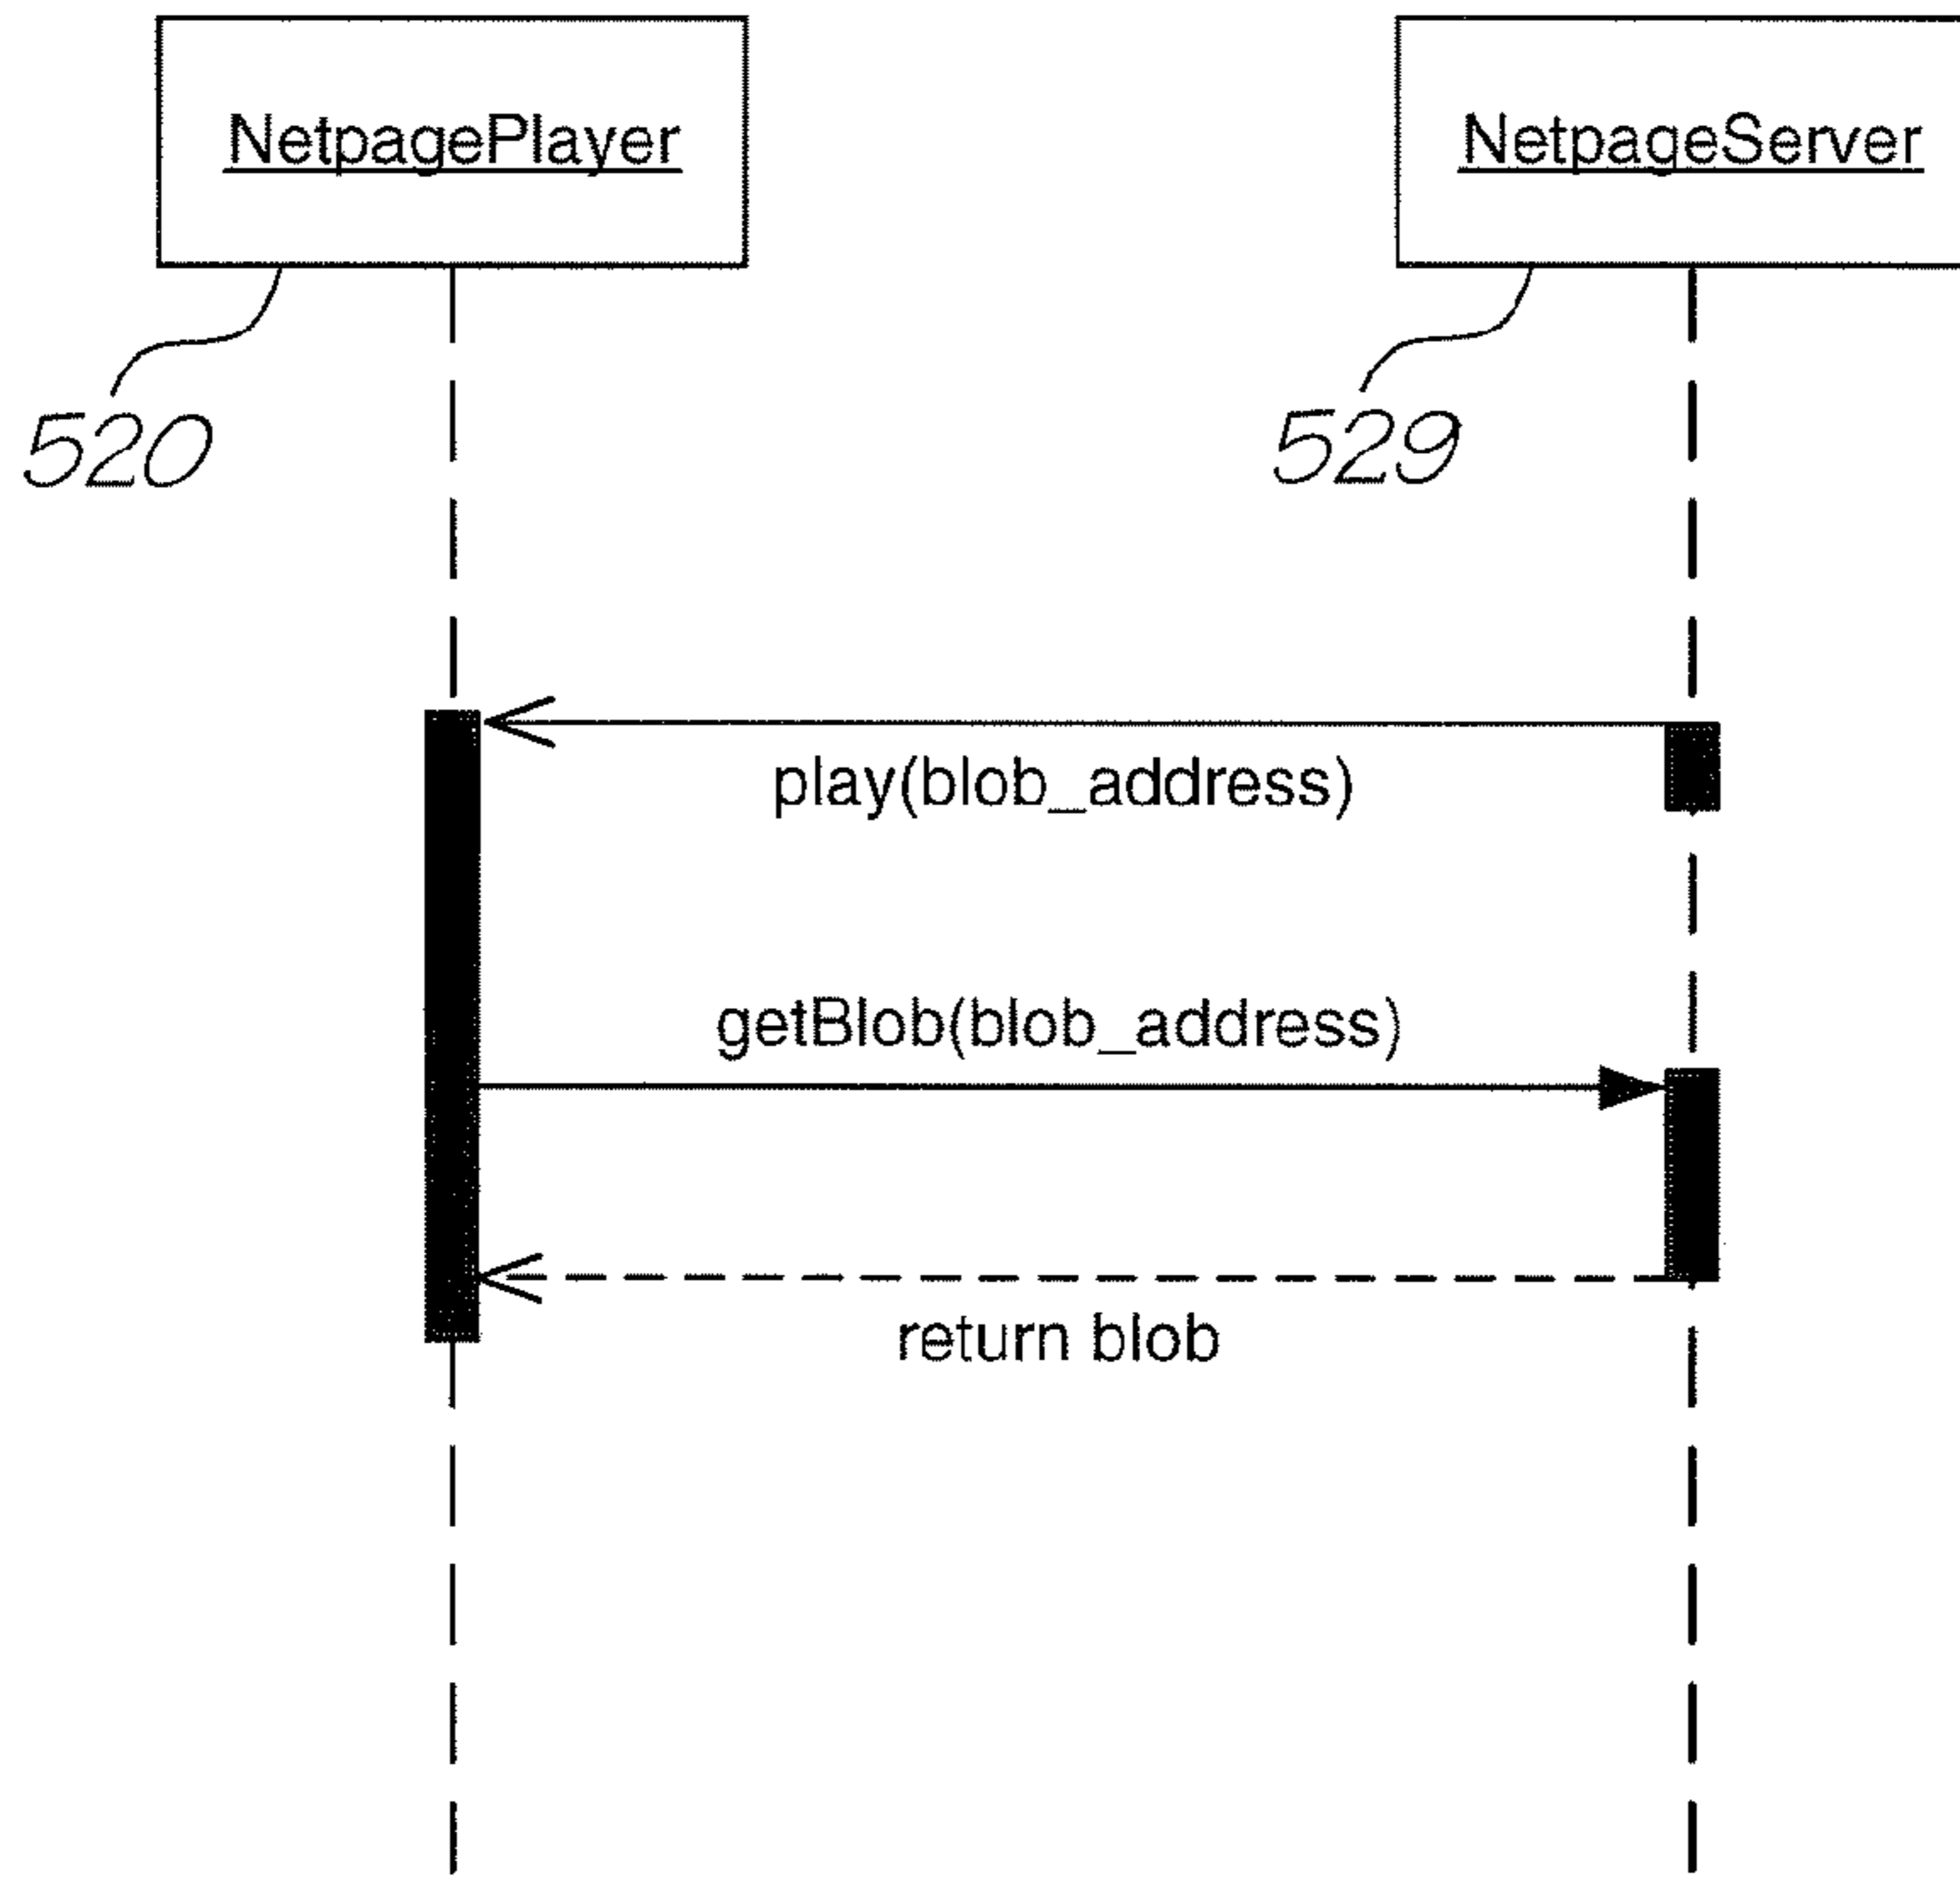 NetpagePlayer
NetpageServer
520
529
play(blob_address)
getBlob(blob_address)
return blob